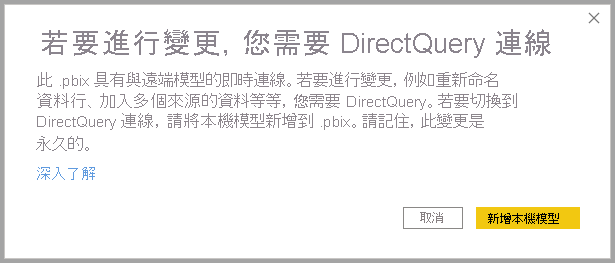 若要進行變更，您需要 DirectQuery 連線
此 .pbix 具有與遠端模型的即時連線。若要進行變更，例如重新命名
資料行、加入多個來源的資料等等，您需要 DirectQuery。若要切換到
DirectQuery 連線，請將本機模型新增到 .pbix。請記住，此變更是
永久的。
深入了解
取消
新增本機模型